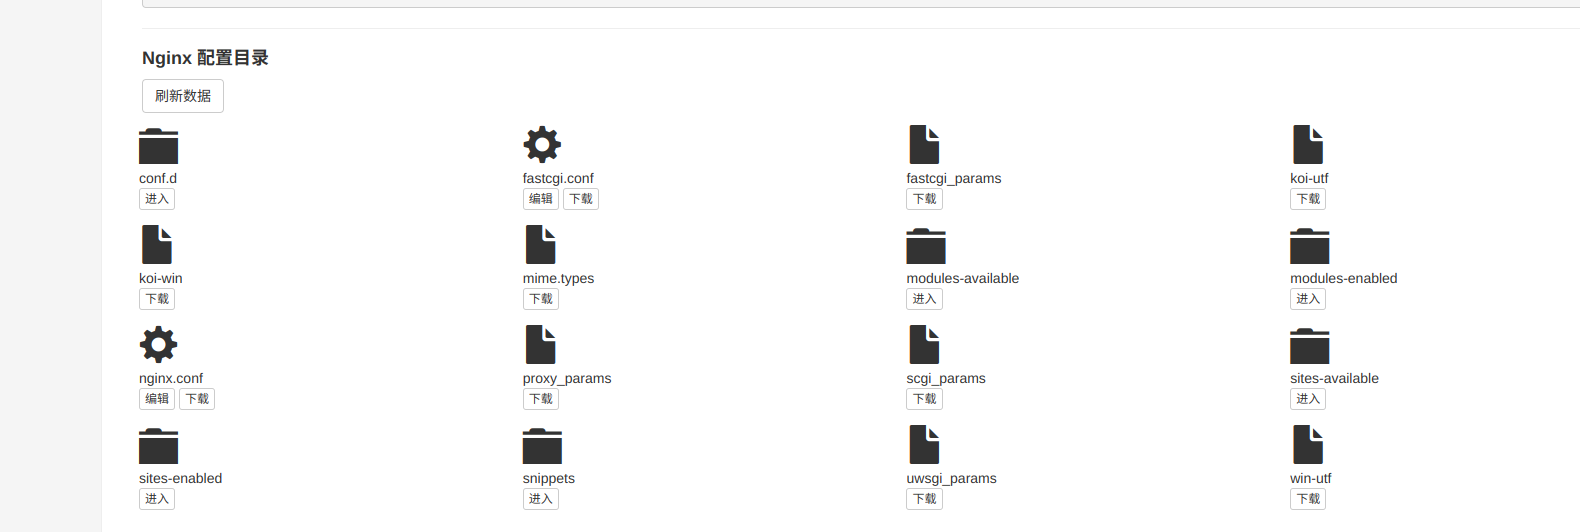 Nginx 配置目录
刷新数据
conf.d
进入
fastcgi.conf
编辑 下载
fastcgi_params
下载
koi-utf
下载
koi-win
下载
mime.types
下载
modules-available
进入
modules-enabled
进入
nginx.conf
编辑 下载
proxy_params
下载
scgi_params
下载
sites-available
进入
sites-enabled
进入
snippets
进入
uwsgi_params
下载
win-utf
下载